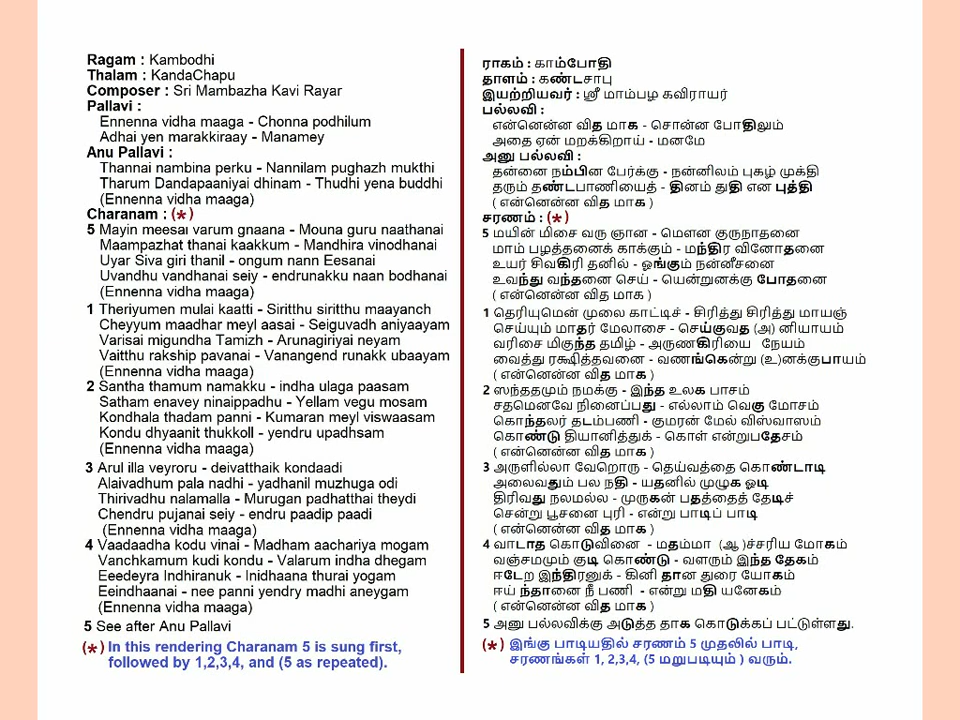 Ragam : Kambodhi
Thalam : KandaChapu
Composer : Sri Mambazha Kavi Rayar
Pallavi :
Ennenna vidha maaga - Chonna podhilum
Adhai yen marakkiraay - Manamey
Anu Pallavi :
Thannai nambina perku - Nannilam pughazh mukthi
Tharum Dandapaaniyai dhinam - Thudhi yena buddhi
(Ennenna vidha maaga)
Charanam : (*)
5 Mayin meesai varum gnaana - Mouna guru naathanai
Maampazhat thanai kaakkum - Mandhira vinodhanai
Uyar Siva giri thanil - ongum nann Eesanai
Uvandhu vandhanai seiy - endrunakku naan bodhanai
(Ennenna vidha maaga)
1 Theriyumen mulai kaatti - Siritthu siritthu maayanch
Cheyyum maadhar meyl aasai - Seiguvadh aniyaayam
Varisai migundha Tamizh - Arunagiriyai neyam
Vaitthu rakship pavanai - Vanangend runakk ubaayam
(Ennenna vidha maaga)
2 Santha thamum namakku - indha ulaga paasam
Satham enavey ninaippadhu - Yellam vegu mosam
Kondhala thadam panni - Kumaran meyl viswaasam
Kondu dhyaanit thukkoll - yendru upadhsam
(Ennenna vidha maaga)
3 Arul illa veyroru - deivatthaik kondaadi
Alaivadhum pala nadhi - yadhanil muzhuga odi
Thirivadhu nalamalla - Murugan padhatthai theydi
Chendru pujanai seiy - endru paadip paadi
(Ennenna vidha maaga)
4 Vaadaadha kodu vinai - Madham aachariya mogam
Vanchkamum kudi kondu - Valarum indha dhegam
Eeedeyra Indhiranuk - Inidhaana thurai yogam
Eeindhaanai - nee panni yendry madhi aneygam
(Ennenna vidha maaga)
5 See after Anu Pallavi
(*) In this rendering Charanam 5 is sung first,
followed by 1,2,3,4, and (5 as repeated).
ராகம் : காம்போதி
தாளம் : கண்டசாபு
இயற்றியவர் : ஸ்ரீ மாம்பழ கவிராயர்
பல்லவி :
என்னென்ன வித மாக - சொன்ன போதிலும்
அதை ஏன் மறக்கிறாய் - மனமே
அனு பல்லவி :
தன்னை நம்பின பேர்க்கு - நன்னிலம் புகழ் முக்தி
தரும் தண்டபாணியைத் - தினம் துதி என புத்தி
( என்னென்ன வித மாக )
சரணம் : (*)
5 மயின் மிசை வரு ஞான - மௌன குருநாதனை
மாம் பழத்தனைக் காக்கும் - மந்திர வினோதனை
உயர் சிவகிரி தனில் - ஓங்கும் நன்னீசனை
உவந்து வந்தனை செய் - யென்றுனக்கு போதனை
( என்னென்ன வித மாக )
1 தெரியுமென் முலை காட்டிச் - சிரித்து சிரித்து மாயஞ்
செய்யும் மாதர் மேலாசை - செய்குவத (அ) னியாயம்
வரிசை மிகுந்த தமிழ் - அருணகிரியை நேயம்
வைத்து ரக்ஷித்தவனை - வணங்கென்று (உ)னக்குபாயம்
( என்னென்ன வித மாக )
2 ஸந்ததமும் நமக்கு - இந்த உலக பாசம்
சதமெனவே நினைப்பது - எல்லாம் வெகு மோசம்
கொந்தலர் தடம்பணி - குமரன் மேல் விஸ்வாஸம்
கொண்டு தியானித்துக் - கொள் என்றுபதேசம்
( என்னென்ன வித மாக )
3 அருளில்லா வேறொரு - தெய்வத்தை கொண்டாடி
அலைவதும் பல நதி - யதனில் முழுக ஓடி
திரிவது நலமல்ல - முருகன் பதத்தைத் தேடிச்
சென்று பூசனை புரி - என்று பாடிப் பாடி
( என்னென்ன வித மாக )
4 வாடாத கொடுவினை - மதம்மா (ஆ )ச்சரிய மோகம்
வஞ்சமமும் குடி கொண்டு - வளரும் இந்த தேகம்
ஈடேற இந்திரனுக் - கினி தான துரை யோகம்
ஈய் ந்தானை நீ பணி - என்று மதி யனேகம்
( என்னென்ன வித மாக )
5 அனு பல்லவிக்கு அடுத்த தாக கொடுக்கப் பட்டுள்ளது.
(*) இங்கு பாடியதில் சரணம் 5 முதலில் பாடி,
சரணங்கள் 1, 2,3,4, (5 மறுபடியும் ) வரும்.